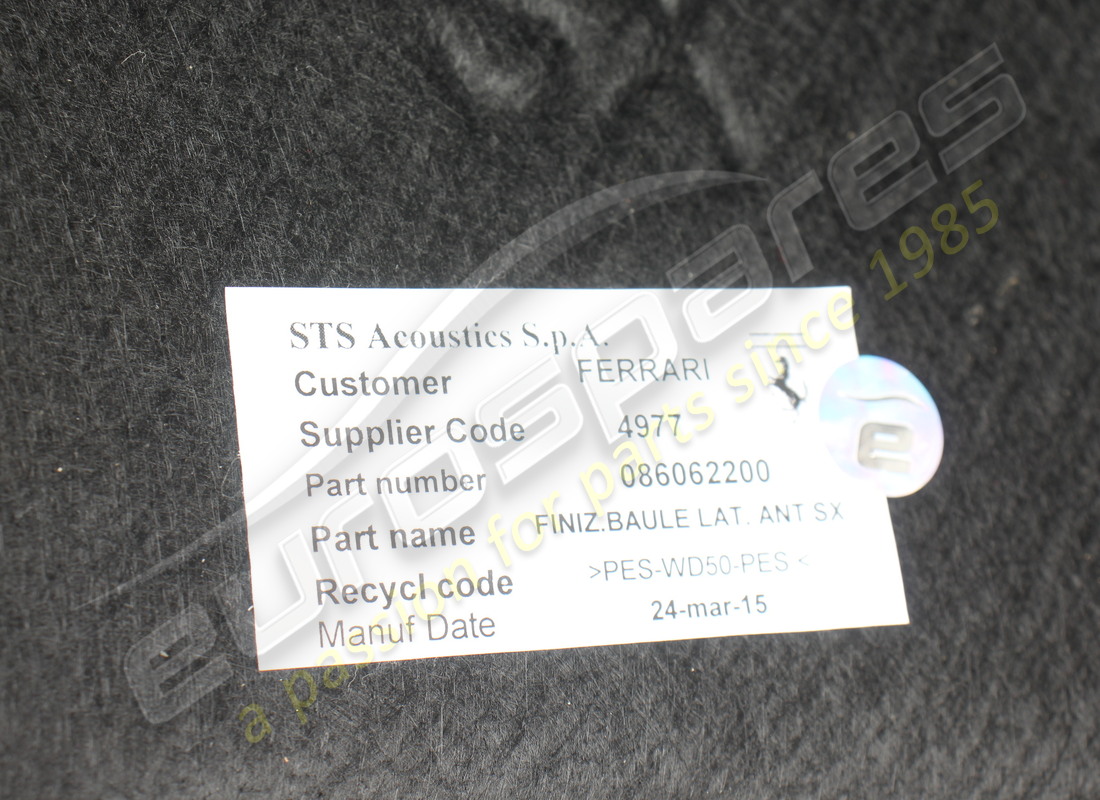 STS Acoustics S.p.A.
Customer FERRARI
Supplier Code 4977
Part number 086062200
Part name FINIZ.BAULE LAT. ANT SX
Recycl.code >PES-WD50-PES <
Manuf Date 24-mar-15
eurospares
a passion for parts since 1985
e